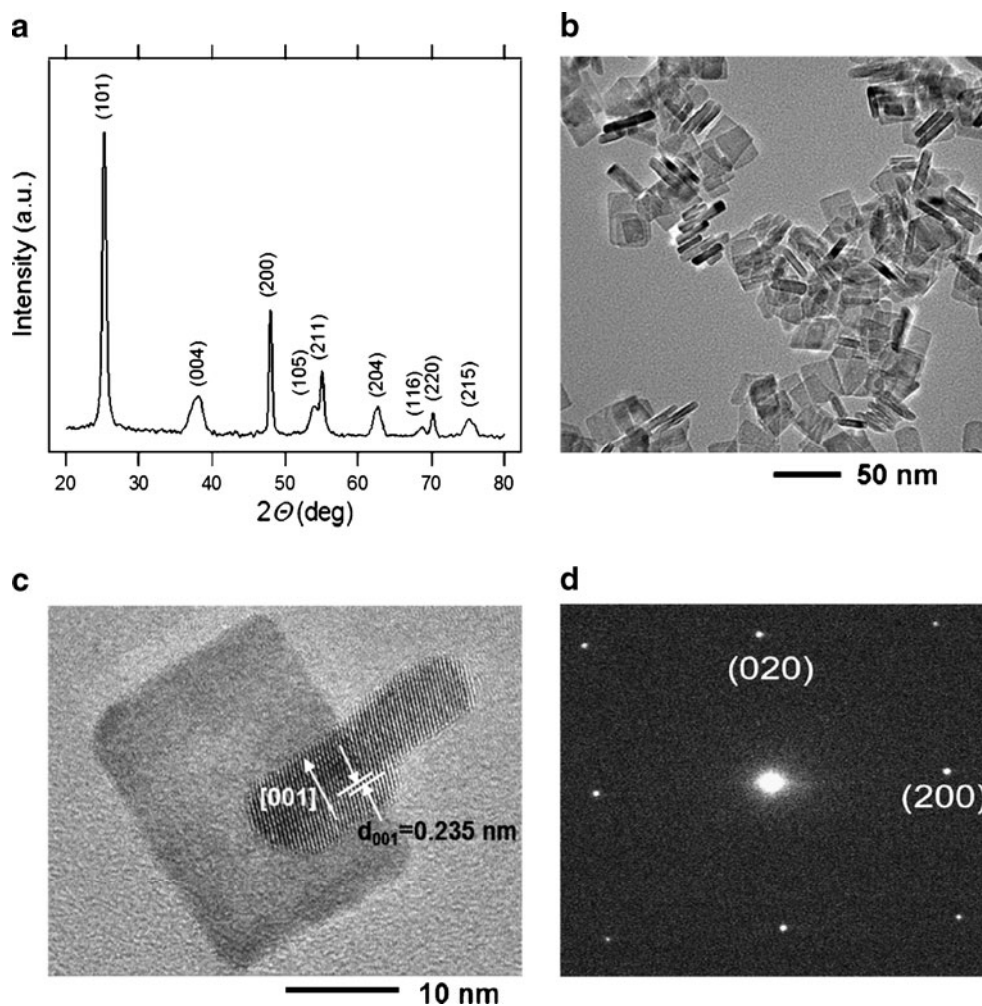 a
b
Intensity (a.u.)
(101)
(004)
(200)
(105)
(211)
(204)
(116)
(220)
(215)
20 30 40 50 60 70 80
2Θ (deg)
50 nm
c
d
[001]
d₀₀₁=0.235 nm
10 nm
(020)
(200)